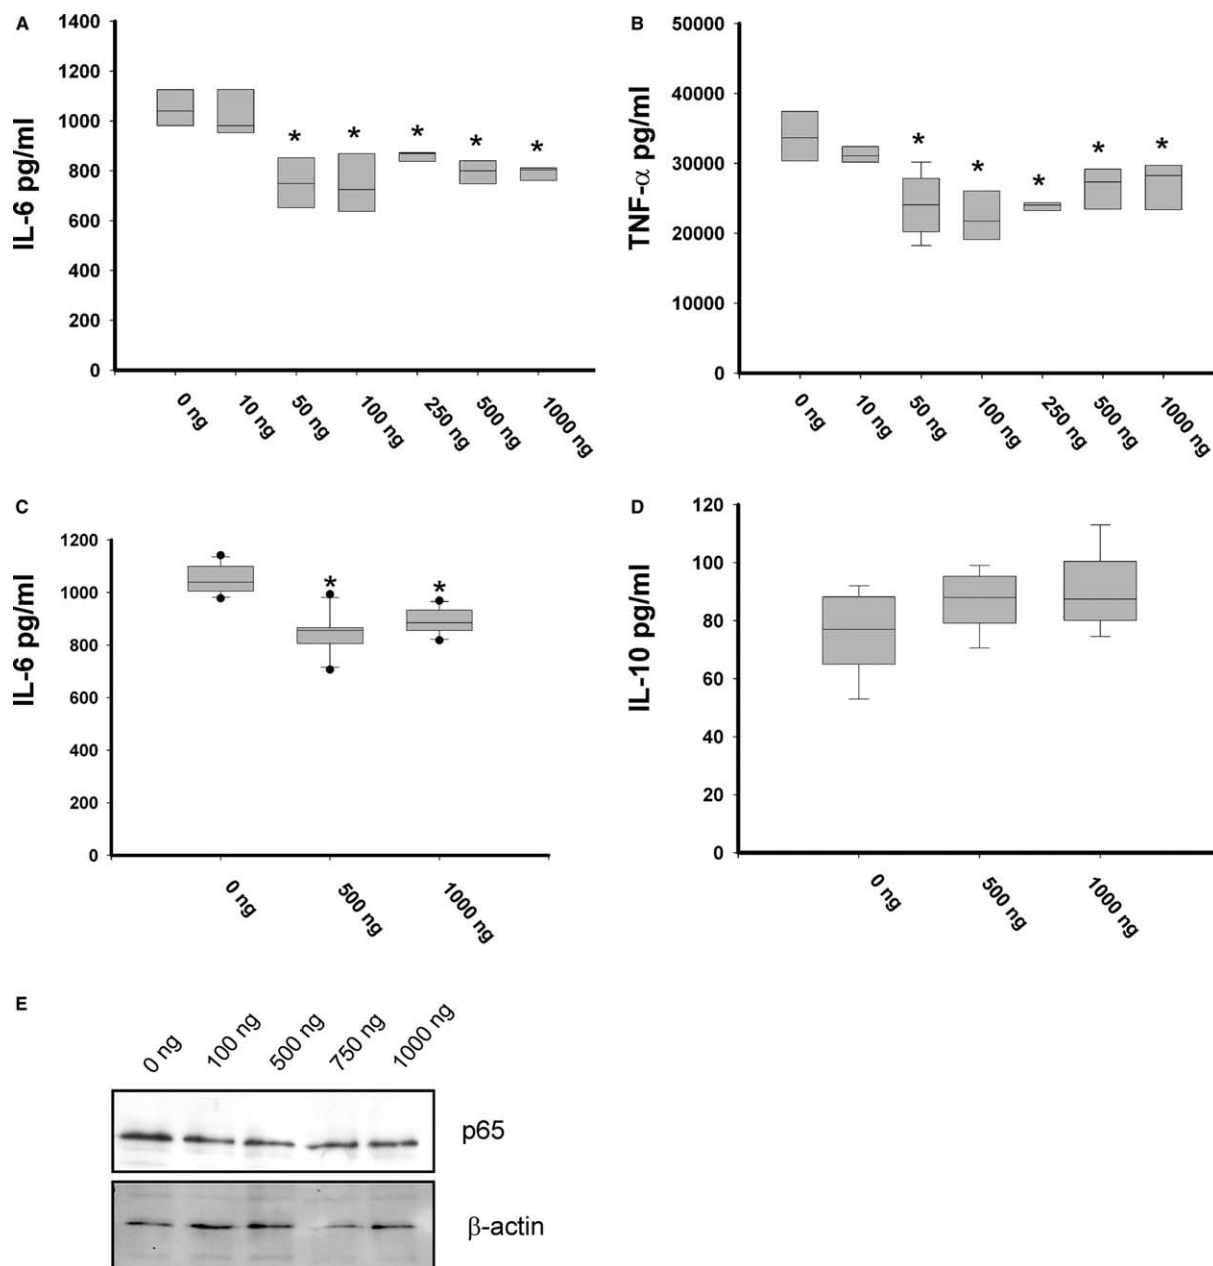 A
IL-6 pg/ml
1400
1200
1000
800
600
400
200
0
* * * * *
0 ng 10 ng 50 ng 100 ng 250 ng 500 ng 1000 ng
B
TNF-α pg/ml
50000
40000
30000
20000
10000
0
* * * * *
0 ng 10 ng 50 ng 100 ng 250 ng 500 ng 1000 ng
C
IL-6 pg/ml
1200
1000
800
600
400
200
0
* *
0 ng 500 ng 1000 ng
D
IL-10 pg/ml
120
100
80
60
40
20
0
0 ng 500 ng 1000 ng
E
0 ng 100 ng 500 ng 750 ng 1000 ng
p65
β-actin